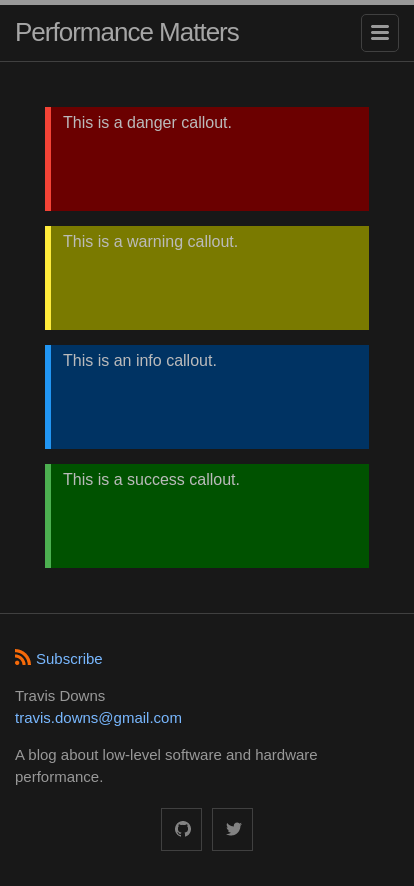 Performance Matters
This is a danger callout.
This is a warning callout.
This is an info callout.
This is a success callout.
Subscribe
Travis Downs
travis.downs@gmail.com
A blog about low-level software and hardware
performance.